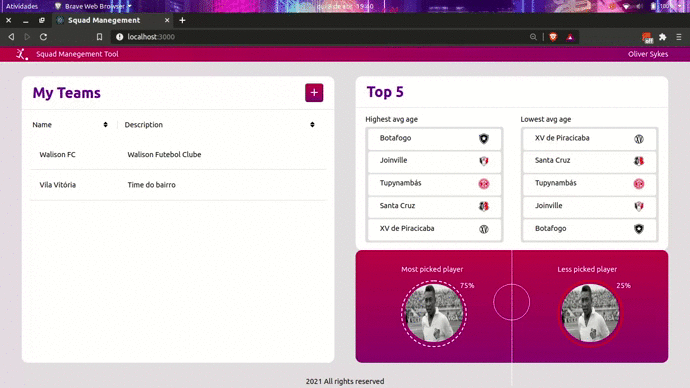 Atividades
Brave Web Browser
Squad Manegement
localhost:3000
Squad Manegement Tool
Oliver Sykes
My Teams
+
Name
Description
Walison FC
Walison Futebol Clube
Vila Vitória
Time do bairro
Top 5
Highest avg age
Botafogo
Joinville
Tupynambás
Santa Cruz
XV de Piracicaba
Lowest avg age
XV de Piracicaba
Santa Cruz
Tupynambás
Joinville
Botafogo
Most picked player
75%
Less picked player
25%
2021 All rights reserved